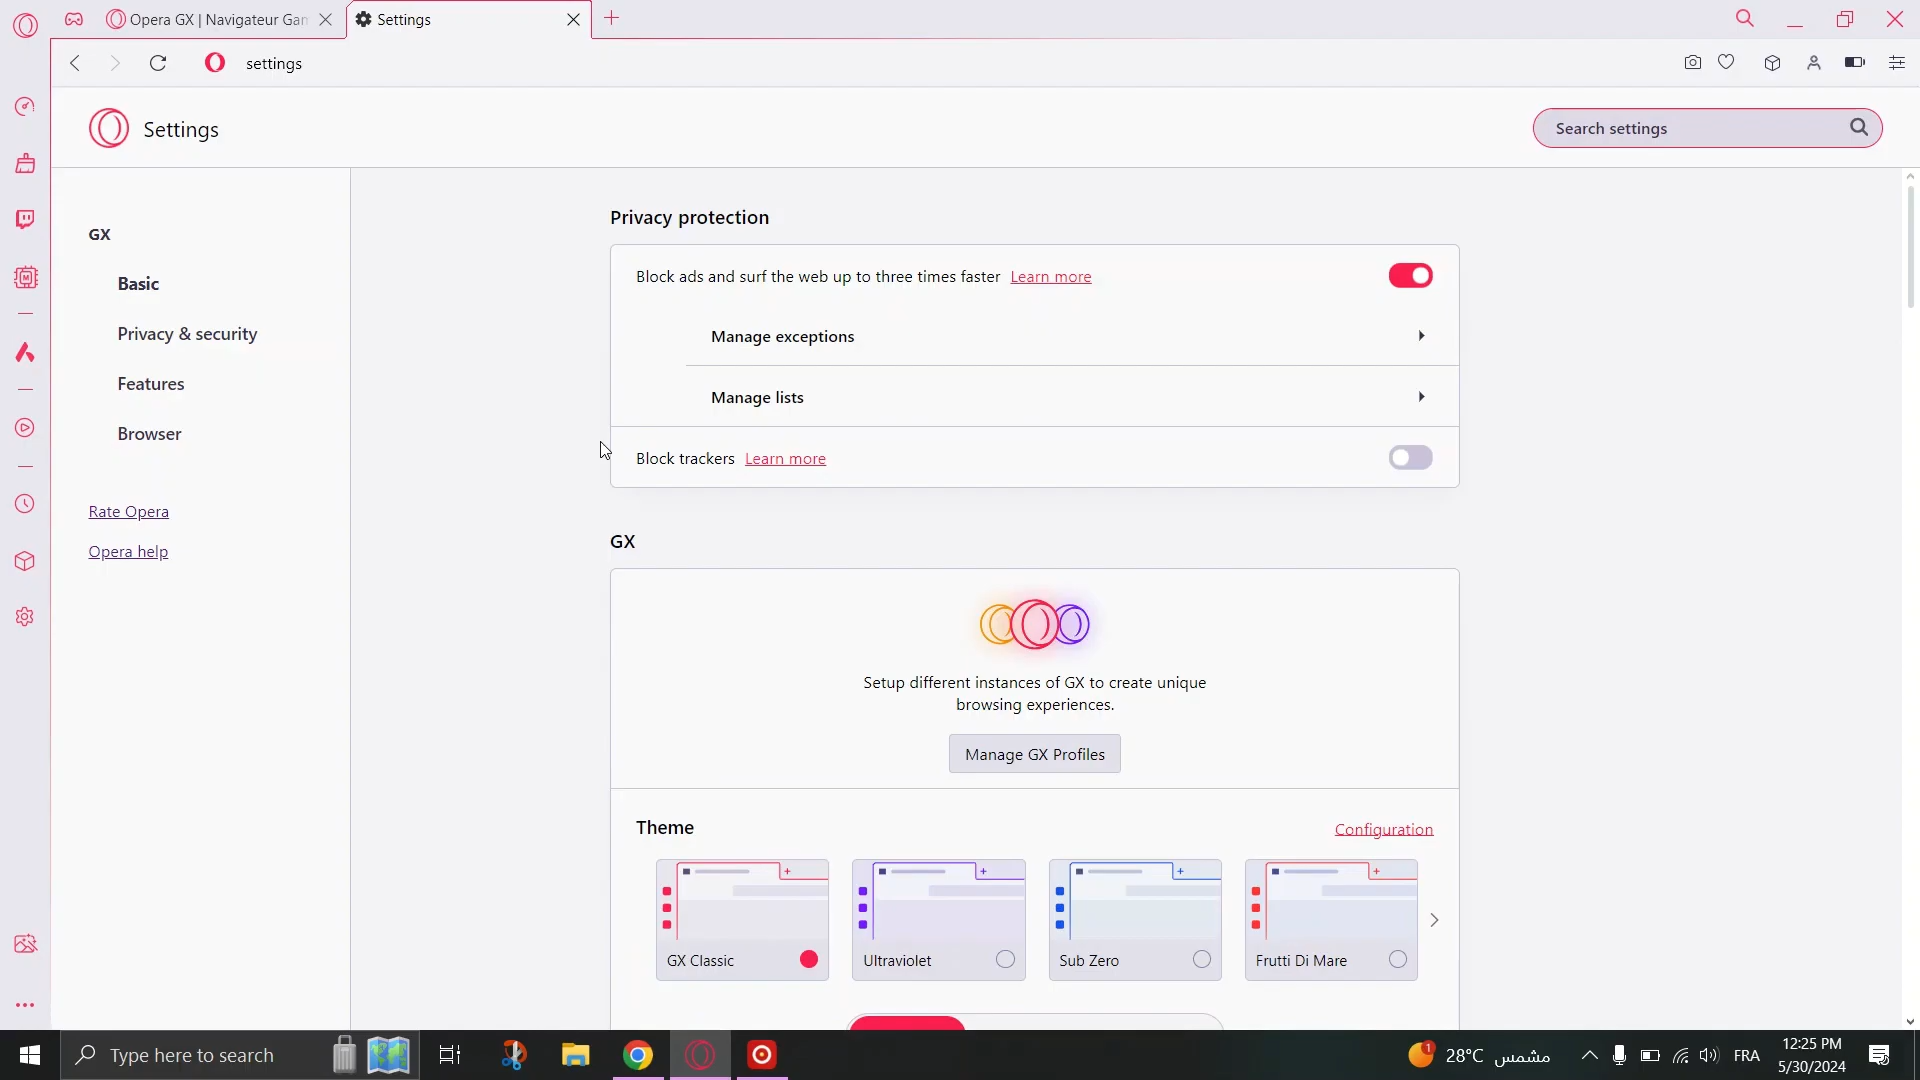 Opera GX | Navigateur Gam
Settings
settings
Settings
Search settings
GX
Basic
Privacy & security
Features
Browser
Rate Opera
Opera help
Privacy protection
Block ads and surf the web up to three times faster Learn more
Manage exceptions
Manage lists
Block trackers Learn more
GX
Setup different instances of GX to create unique
browsing experiences.
Manage GX Profiles
Theme
Configuration
GX Classic
Ultraviolet
Sub Zero
Frutti Di Mare
Type here to search
1
28°C مشمس
FRA
12:25 PM
5/30/2024